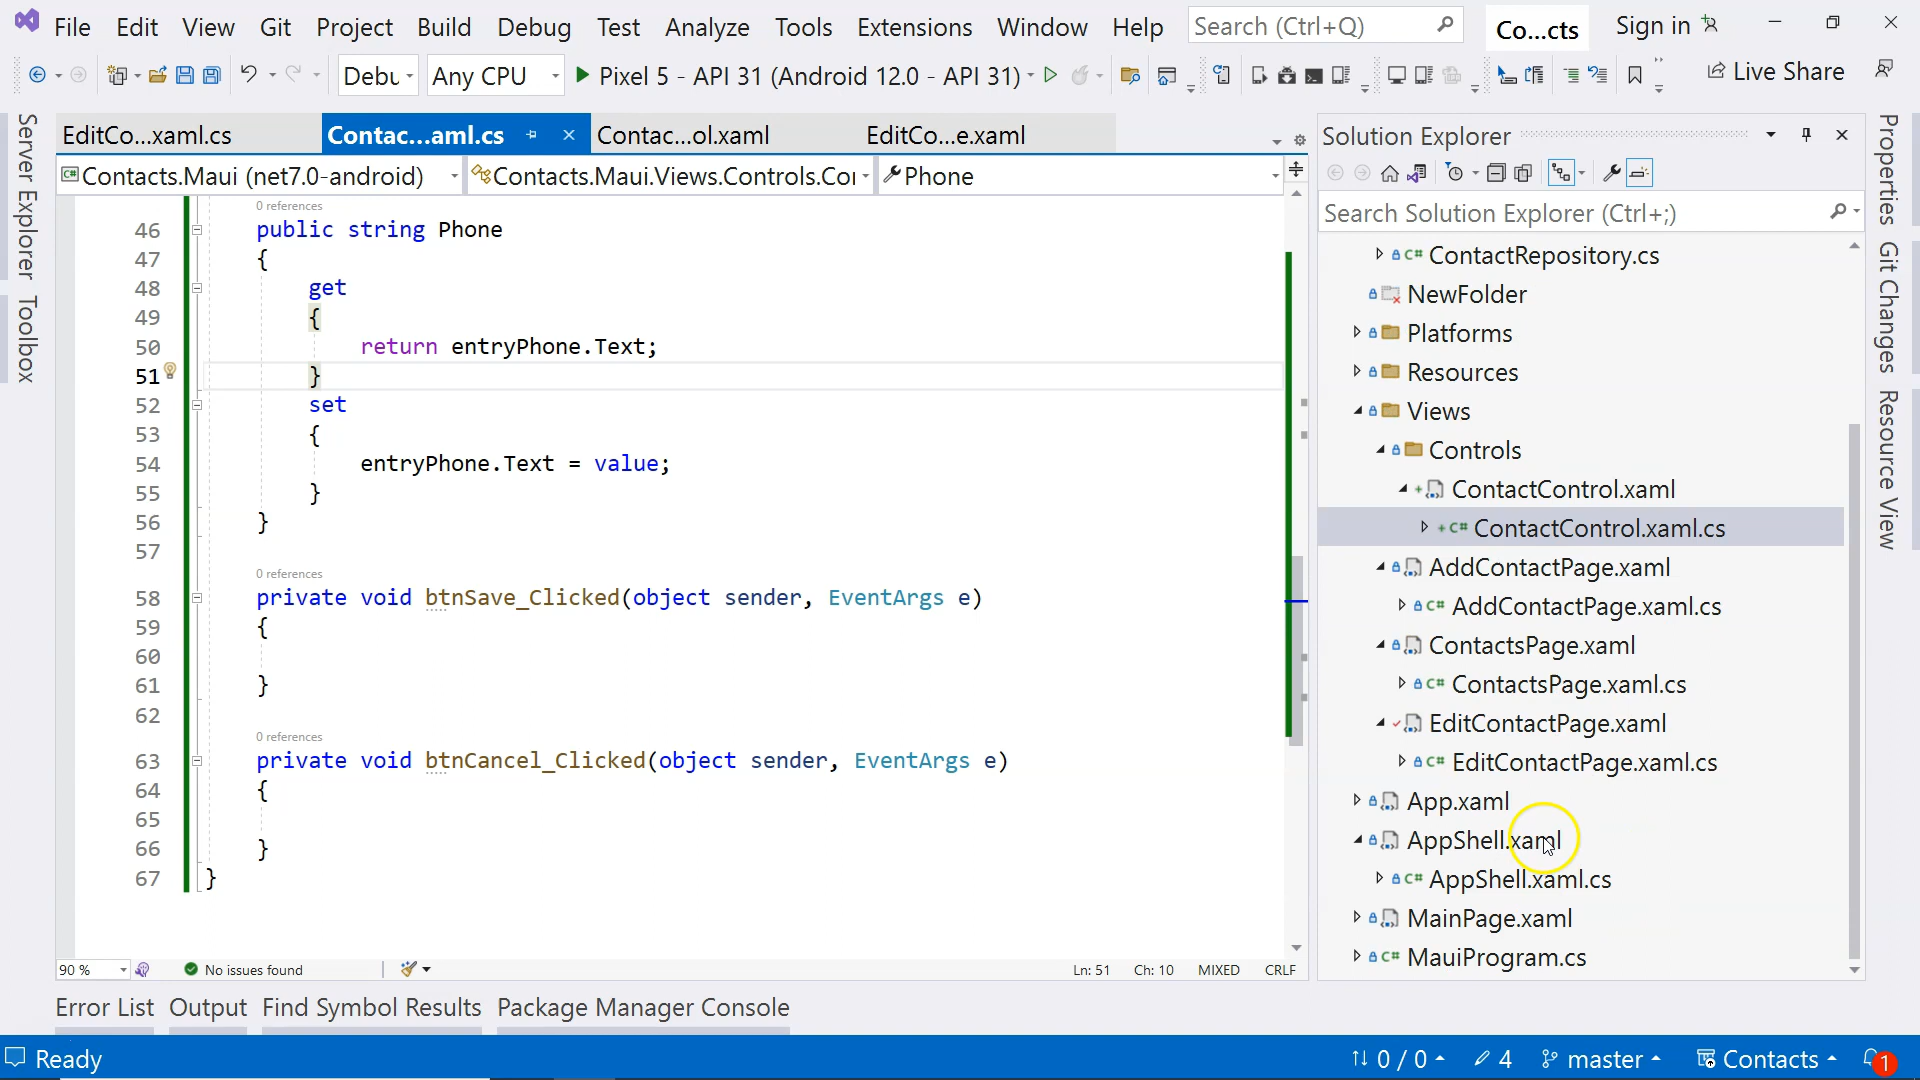 File Edit View Git Project Build Debug Test Analyze Tools Extensions Window Help Search (Ctrl+Q) Co...cts Sign in
Debu Any CPU Pixel 5 - API 31 (Android 12.0 - API 31) Live Share
Server Explorer
Toolbox
EditCo...xaml.cs Contac...aml.cs Contac...ol.xaml EditCo...e.xaml
Contacts.Maui (net7.0-android) Contacts.Maui.Views.Controls.Co Phone
0 references
46 public string Phone
47 {
48 get
49 {
50 return entryPhone.Text;
51 }
52 set
53 {
54 entryPhone.Text = value;
55 }
56 }
57
0 references
58 private void btnSave_Clicked(object sender, EventArgs e)
59 {
60
61 }
62
0 references
63 private void btnCancel_Clicked(object sender, EventArgs e)
64 {
65
66 }
67 }
90 % No issues found Ln: 51 Ch: 10 MIXED CRLF
Solution Explorer
Search Solution Explorer (Ctrl+;)
C# ContactRepository.cs
NewFolder
Platforms
Resources
Views
Controls
ContactControl.xaml
C# ContactControl.xaml.cs
AddContactPage.xaml
C# AddContactPage.xaml.cs
ContactsPage.xaml
C# ContactsPage.xaml.cs
EditContactPage.xaml
C# EditContactPage.xaml.cs
App.xaml
AppShell.xaml
C# AppShell.xaml.cs
MainPage.xaml
C# MauiProgram.cs
Properties
Git Changes
Resource View
Error List Output Find Symbol Results Package Manager Console
Ready 0 / 0 4 master Contacts 1